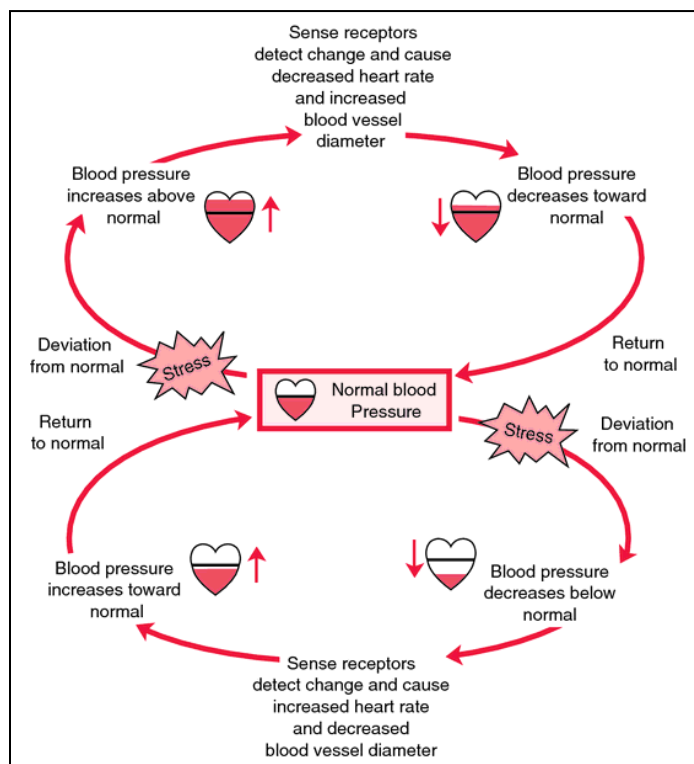 Sense receptors
detect change and cause
decreased heart rate
and increased
blood vessel
diameter
Blood pressure
increases above
normal
Blood pressure
decreases toward
normal
Deviation
from normal
Stress
Return
to normal
Normal blood
Pressure
Return
to normal
Stress
Deviation
from normal
Blood pressure
increases toward
normal
Blood pressure
decreases below
normal
Sense receptors
detect change and cause
increased heart rate
and decreased
blood vessel diameter